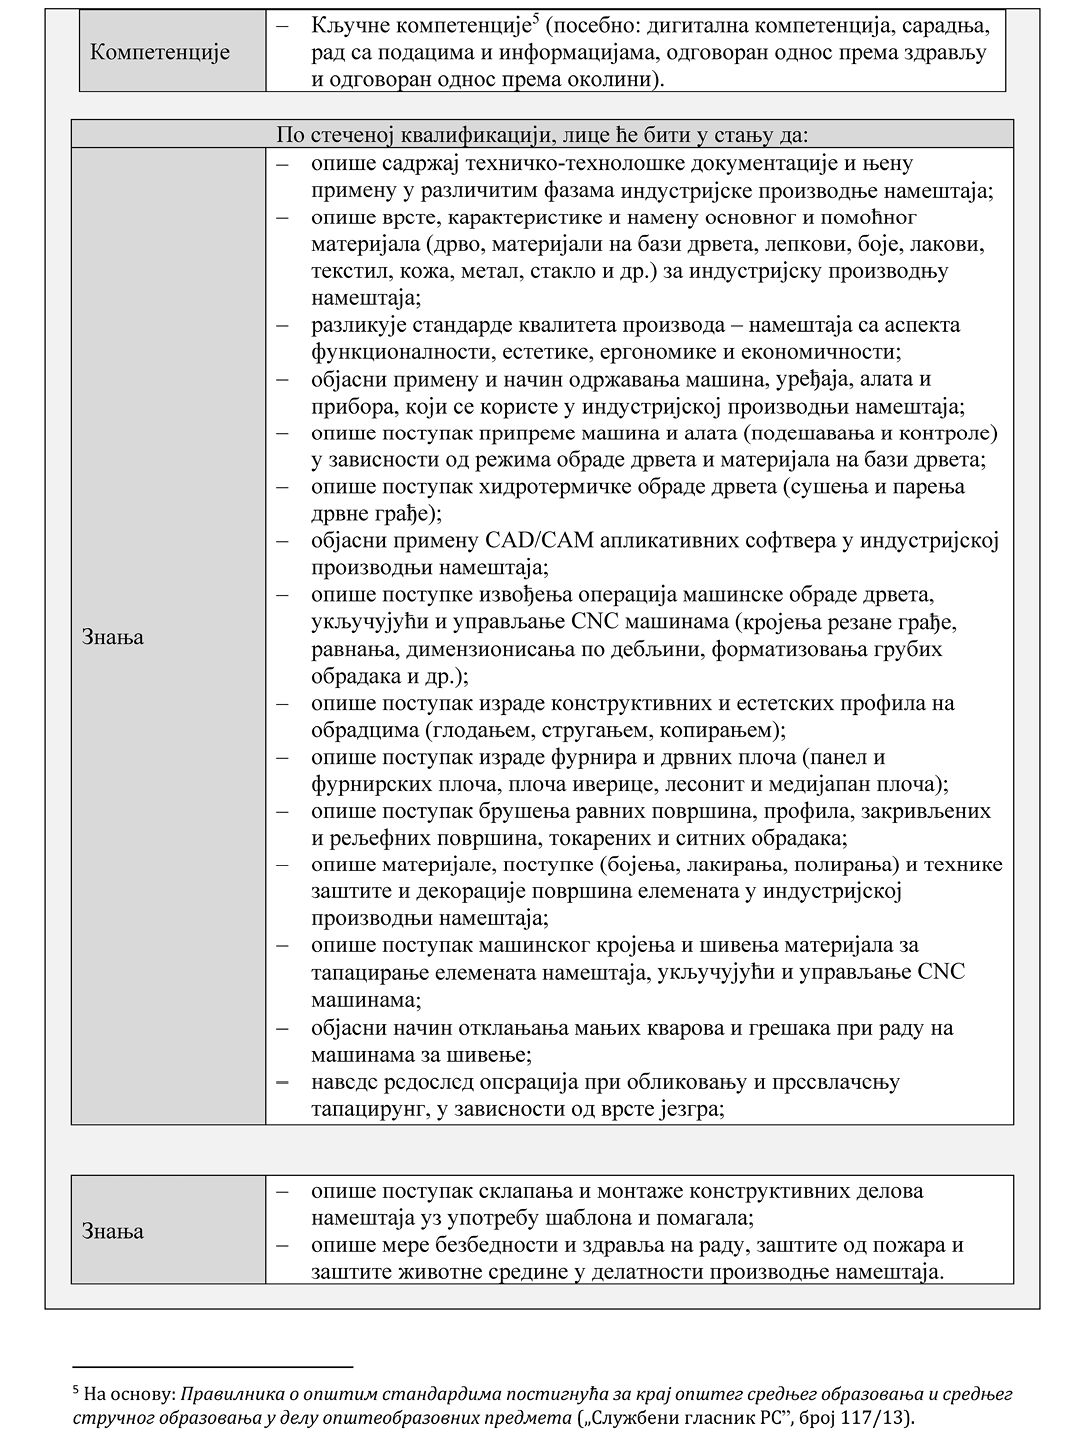 Компетенције
– Кључне компетенције⁵ (посебно: дигитална компетенција, сарадња,
рад са подацима и информацијама, одговоран однос према здрављу
и одговоран однос према околини).
По стеченој квалификацији, лице ће бити у стању да:
Знања
– опише садржај техничко-технолошке документације и њену
примену у различитим фазама индустријске производње намештаја;
– опише врсте, карактеристике и намену основног и помоћног
материјала (дрво, материјали на бази дрвета, лепкови, боје, лакови,
текстил, кожа, метал, стакло и др.) за индустријску производњу
намештаја;
– разликује стандарде квалитета производа – намештаја са аспекта
функционалности, естетике, ергономике и економичности;
– објасни примену и начин одржавања машина, уређаја, алата и
прибора, који се користе у индустријској производњи намештаја;
– опише поступак припреме машина и алата (подешавања и контроле)
у зависности од режима обраде дрвета и материјала на бази дрвета;
– опише поступак хидротермичке обраде дрвета (сушења и парења
дрвне грађе);
– објасни примену CAD/CAM апликативних софтвера у индустријској
производњи намештаја;
– опише поступке извођења операција машинске обраде дрвета,
укључујући и управљање CNC машинама (кројења резане грађе,
равнања, димензионисања по дебљини, форматизовања грубих
обрадака и др.);
– опише поступак израде конструктивних и естетских профила на
обрадцима (глодањем, стругањем, копирањем);
– опише поступак израде фурнира и дрвних плоча (панел и
фурнирских плоча, плоча иверице, лесонит и медијапан плоча);
– опише поступак брушења равних површина, профила, закривљених
и рељефних површина, токарених и ситних обрадака;
– опише материјале, поступке (бојења, лакирања, полирања) и технике
заштите и декорације површина елемената у индустријској
производњи намештаја;
– опише поступак машинског кројења и шивења материјала за
тапацирање елемената намештаја, укључујући и управљање CNC
машинама;
– објасни начин отклањања мањих кварова и грешака при раду на
машинама за шивење;
– наведе редослед операција при обликовању и пресвлачењу
тапацирунг, у зависности од врсте језгра;
Знања
– опише поступак склапања и монтаже конструктивних делова
намештаја уз употребу шаблона и помагала;
– опише мере безбедности и здравља на раду, заштите од пожара и
заштите животне средине у делатности производње намештаја.
⁵ На основу: Правилника о општим стандардима постигнућа за крај општег средњег образовања и средњег
стручног образовања у делу општеобразовних предмета („Службени гласник РС”, број 117/13).